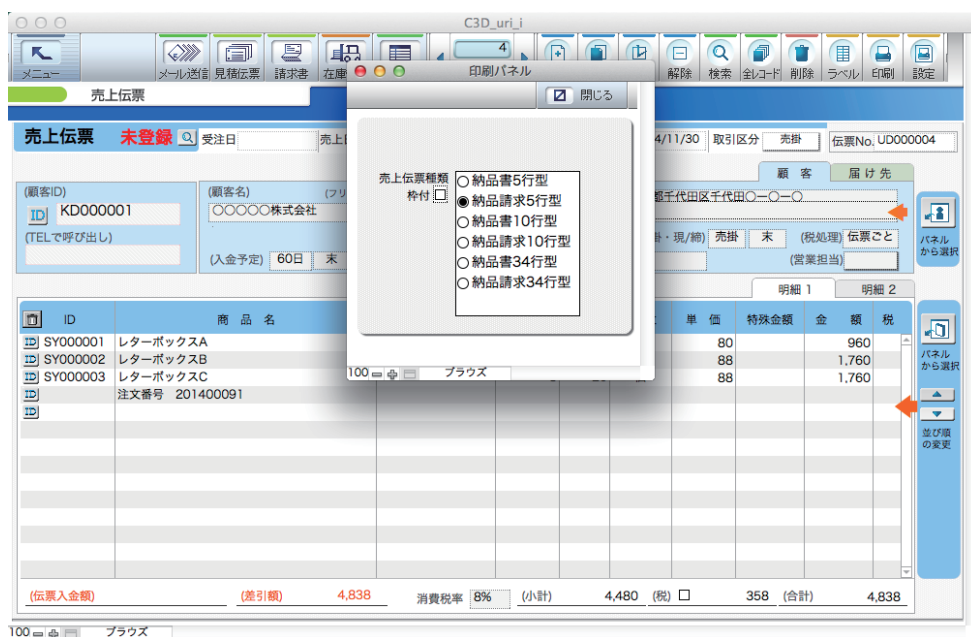 C3D_uri_i
メニュー
メール送信 見積伝票 請求書 在庫
4
解除 検索 全レコード 削除 ラベル 印刷 設定
印刷パネル
閉じる
売上伝票
売上伝票 未登録 受注日 売上
4/11/30 取引区分 売掛 伝票No. UD000004
顧 客 届け先
(顧客ID) (顧客名) (フリ
ID KD000001 ○○○○○株式会社
都千代田区千代田○ー○ー○
(TELで呼び出し)
・現/締) 売掛 末 (税処理) 伝票ごと
(入金予定) 60日 末
(営業担当)
パネル
から選択
売上伝票種類
枠付
納品書5行型
納品請求5行型
納品書10行型
納品請求10行型
納品書34行型
納品請求34行型
100 ブラウズ
明細 1 明細 2
ID 商 品 名 単 価 特殊金額 金 額 税
ID SY000001 レターボックスA 80 960
ID SY000002 レターボックスB 88 1,760
ID SY000003 レターボックスC 88 1,760
ID 注文番号 201400091
ID
パネル
から選択
並び順
の変更
(伝票入金額) (差引額) 4,838 消費税率 8% (小計) 4,480 (税) 358 (合計) 4,838
100 ブラウズ